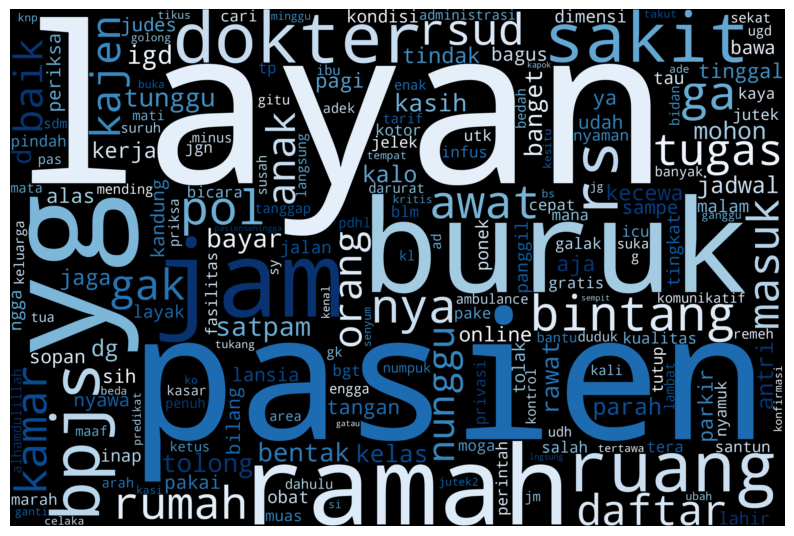 knp
tikus
cari
kondisi
administrasi
minggu
takut
dimensi
sekat
ugd
bawa
golong
judes
dokter
rsud
sakit
igd
tindak
bagus
baik
periksa
kajen
tp
ibu
pagi
enak
kapok
ade
tinggal
buka
layan
banget
ga
tau
kaya
d
tunggu
gitu
kasih
bedah
ya
bidan
jutek
sdm
mati
adek
tarif
kesitu
udah
mohon
suruh
minus
anak
kotor
utk
nyaman
pindah
pas
kerja
jgn
jelek
infus
rs
tugas
susah
langsung
kalo
tempat
banyak
mata
mending
bicara
darurat
bs
jg
kecewa
jadwal
alas
pol
tanggap
kritis
awat
cepat
mana
sampe
malam
ganggu
yg
kandung
priksa
pasiensehingga
pdhl
blm
buruk
icu
masuk
keluarga
bayar
jalan
kl
ad
panggil
ponek
galak
suka
g
tingkat
ngga
jaga
gak
jam
fasilitas
sy
orang
aja
gratis
tua
layak
kenal
nya
ambulance
sempit
komunikatif
satpam
senyum
pake
bintang
remeh
sopan
dg
tukang
gk
online
bantu
duduk
kualitas
sih
ko
bgt
numpuk
tolak
rawat
kali
tutup
lambat
antri
kamar
bpjs
nyawa
beda
kasar
penuh
lansia
engga
pasien
nunggu
privasi
kontrol
parah
parkir
nyamuk
konfirmasi
alhamdulillah
maaf
predikat
ketus
bilang
area
tangan
gatau
udh
moga
salah
tertawa
tera
santun
inap
tolong
bentak
kelas
perintah
lngsung
ruang
marah
arah
kasi
pakai
obat
dahulu
jutek2
jm
ubah
ganti
celaka
rumah
muas
si
ramah
daftar
lahir